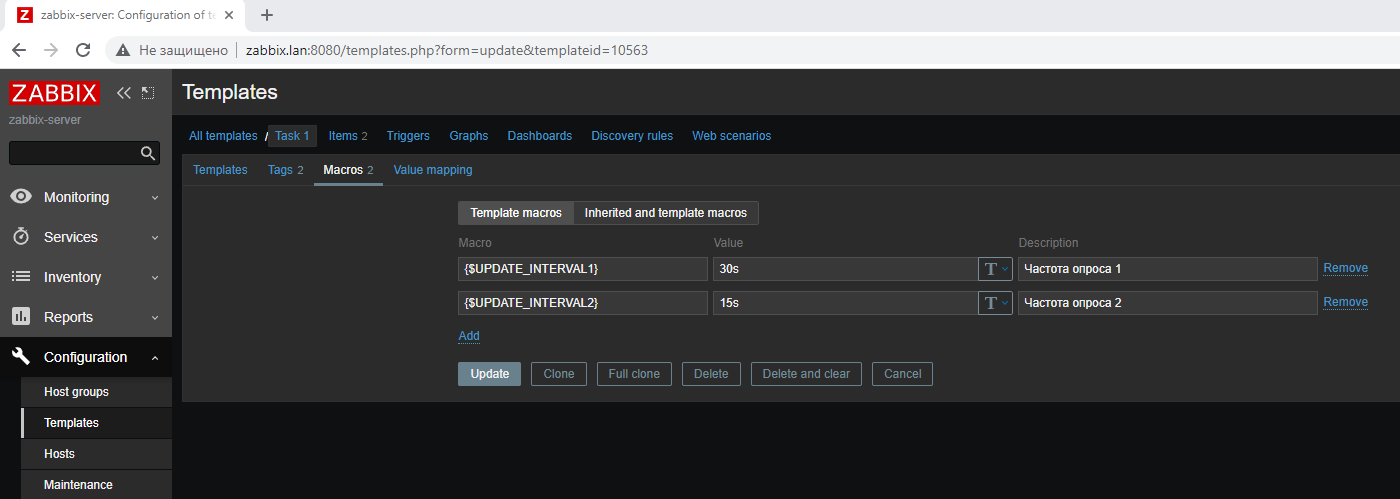 Z zabbix-server: Configuration of te
Не защищено zabbix.lan:8080/templates.php?form=update&templateid=10563
ZABBIX
zabbix-server
Monitoring
Services
Inventory
Reports
Configuration
Host groups
Templates
Hosts
Maintenance
Templates
All templates / Task 1 Items 2 Triggers Graphs Dashboards Discovery rules Web scenarios
Templates Tags 2 Macros 2 Value mapping
Template macros Inherited and template macros
Macro Value Description
{$UPDATE_INTERVAL1} 30s T Частота опроса 1 Remove
{$UPDATE_INTERVAL2} 15s T Частота опроса 2 Remove
Add
Update Clone Full clone Delete Delete and clear Cancel